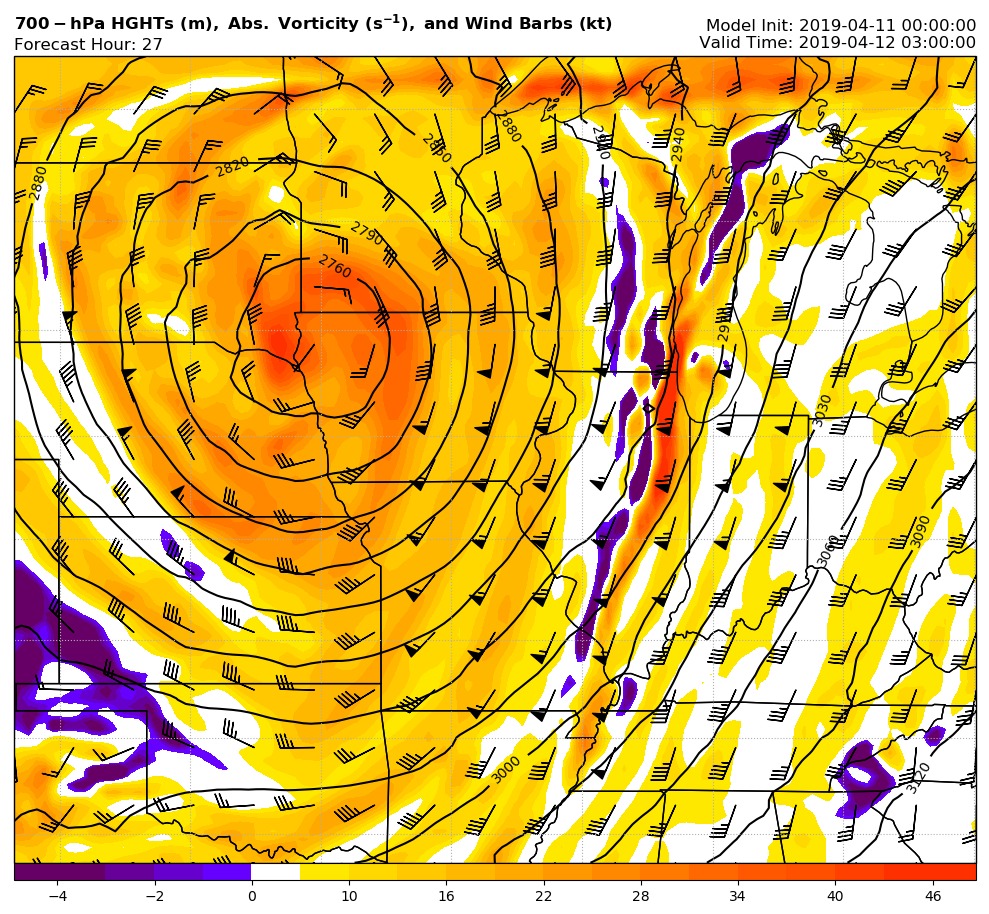 700−hPa HGHTs (m), Abs. Vorticity (s⁻¹), and Wind Barbs (kt)
Model Init: 2019-04-11 00:00:00
Forecast Hour: 27
Valid Time: 2019-04-12 03:00:00
2880
2940
2850
2820
2880
2790
2760
2970
3030
3090
3060
3000
3120
−4 −2 0 10 16 22 28 34 40 46